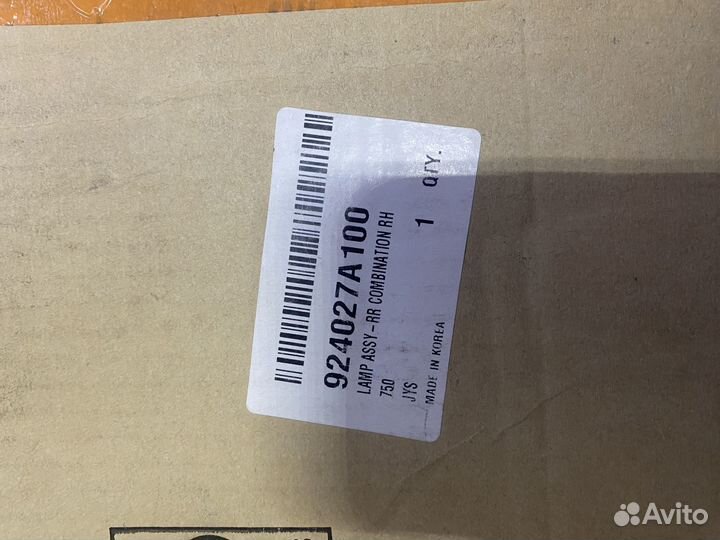 924027A100
LAMP ASSY-RR COMBINATION RH
750
JYS 1 QTY.
MADE IN KOREA
Avito